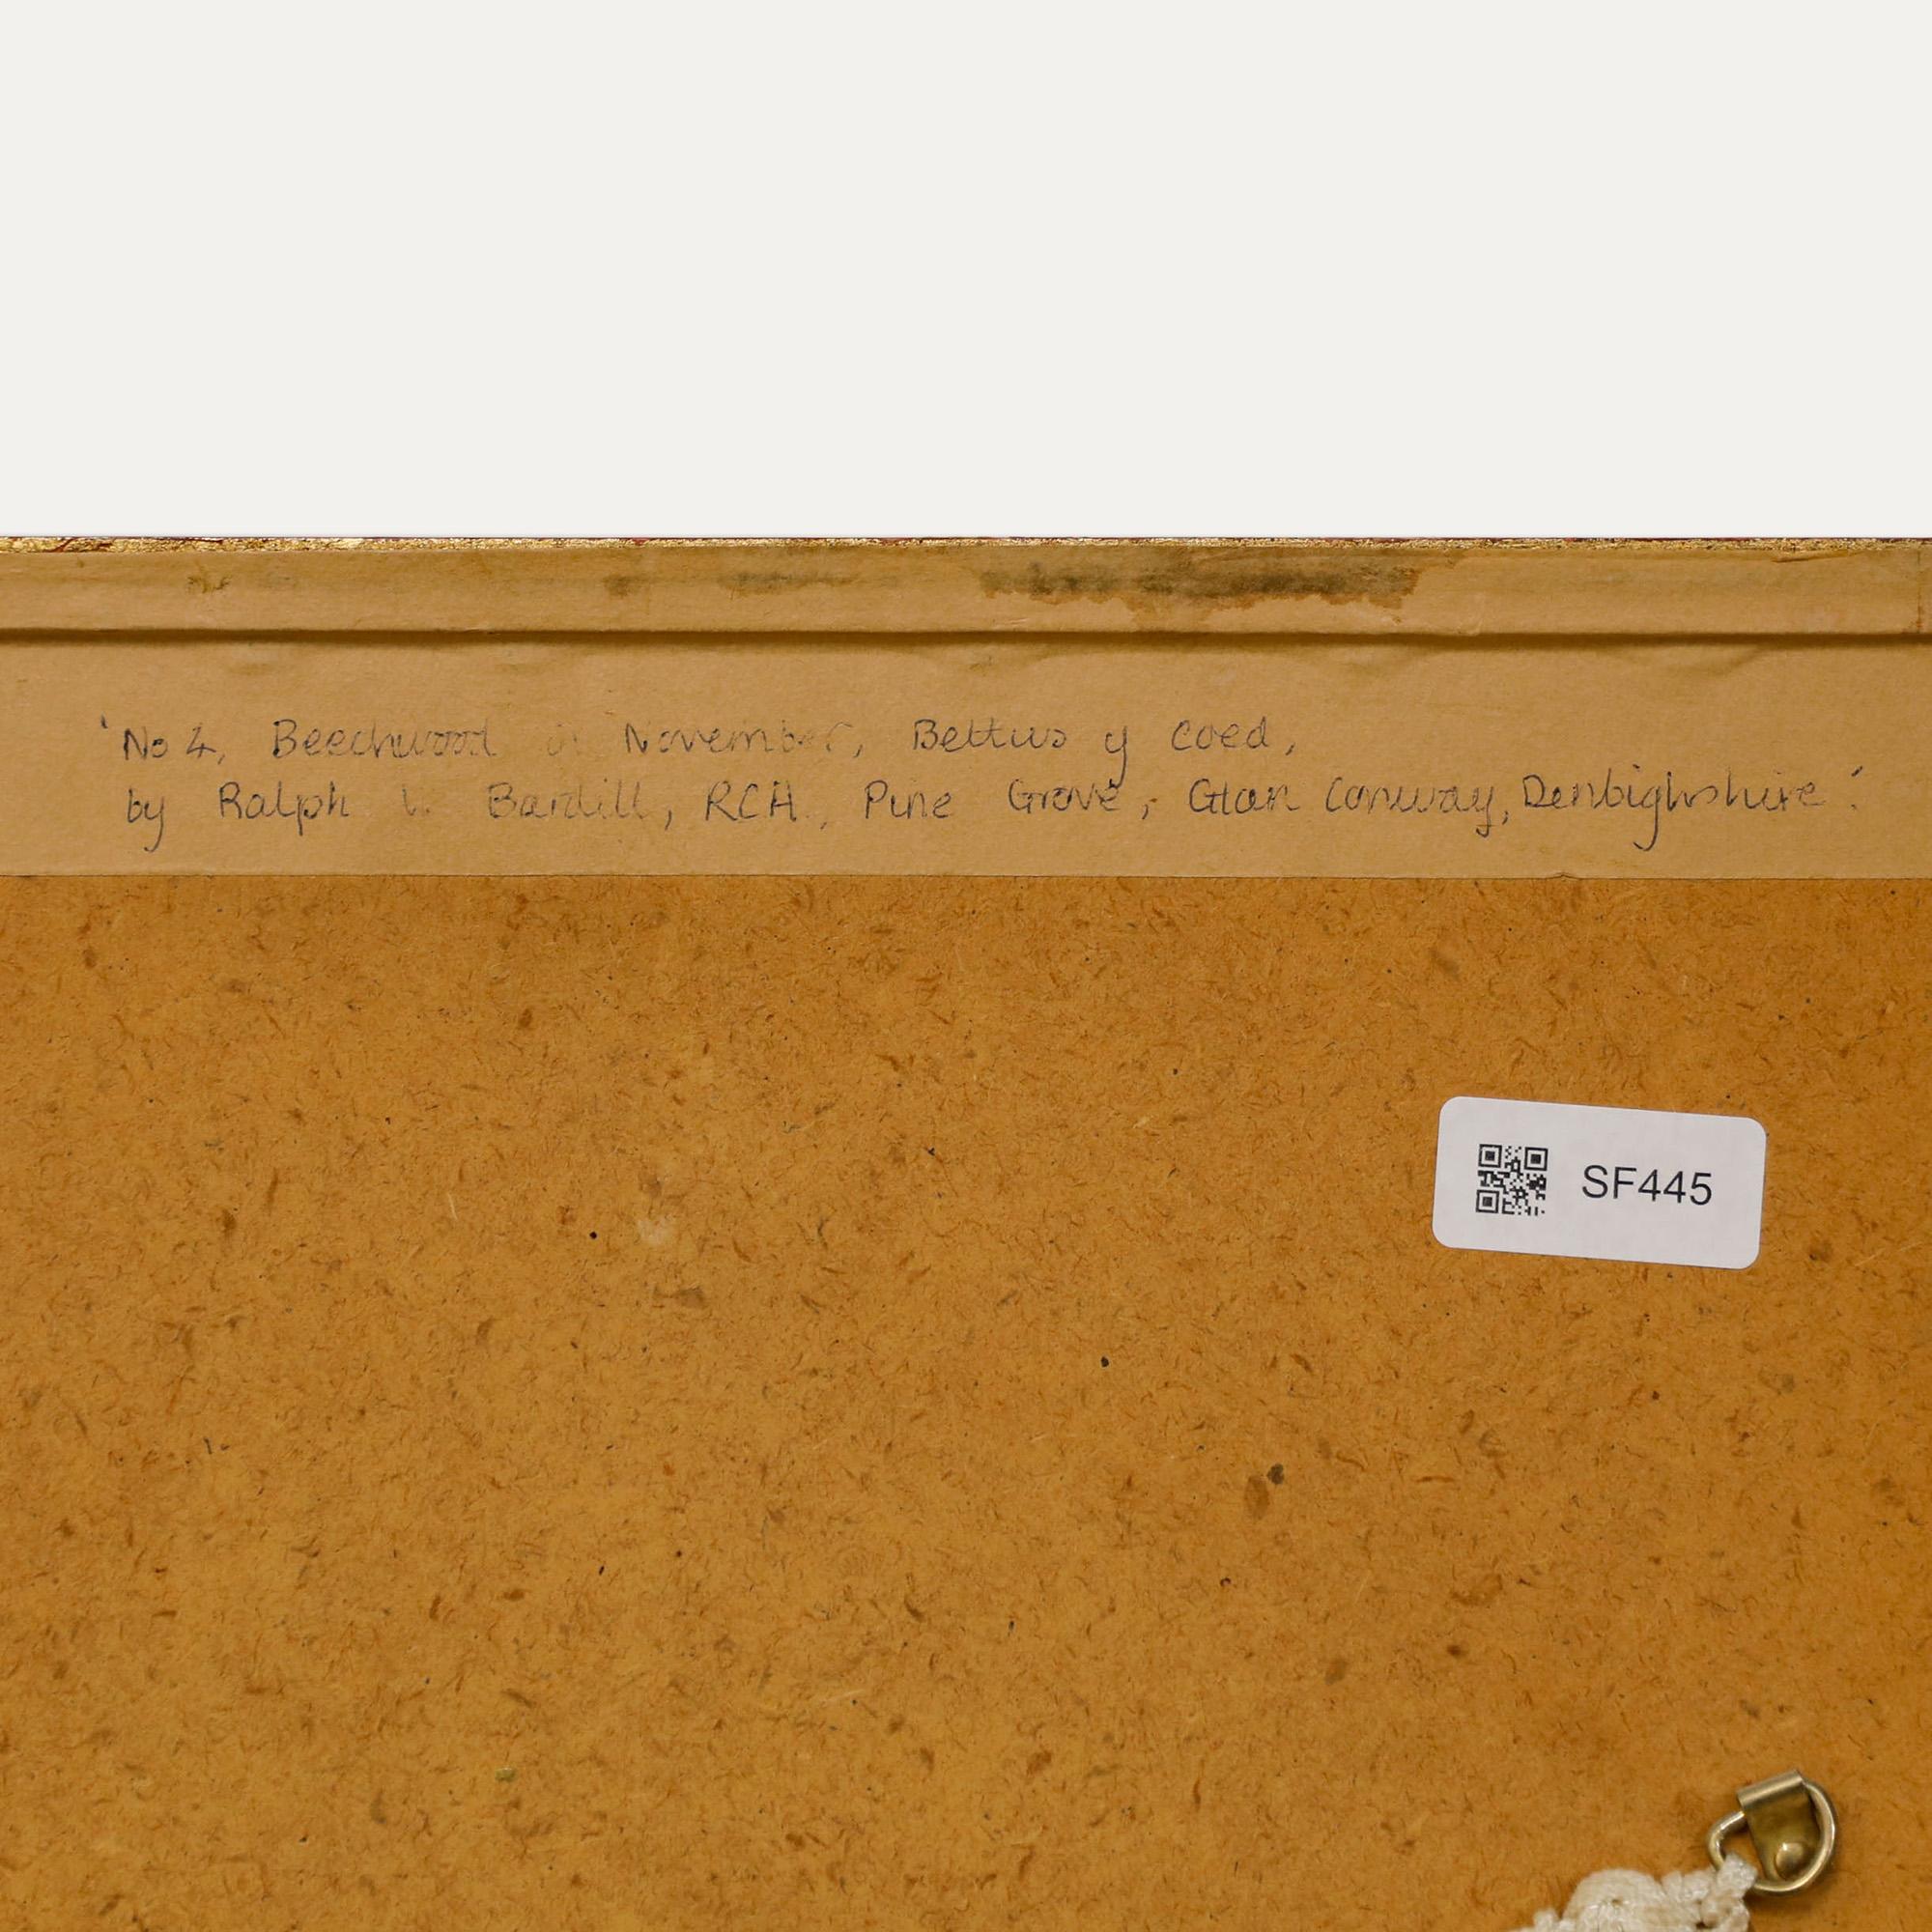 'No 4, Beechwood in November, Bettws y Coed,
by Ralph W. Bardill, RCA., Pine Grove, Glan Conway, Denbighshire.'
SF445